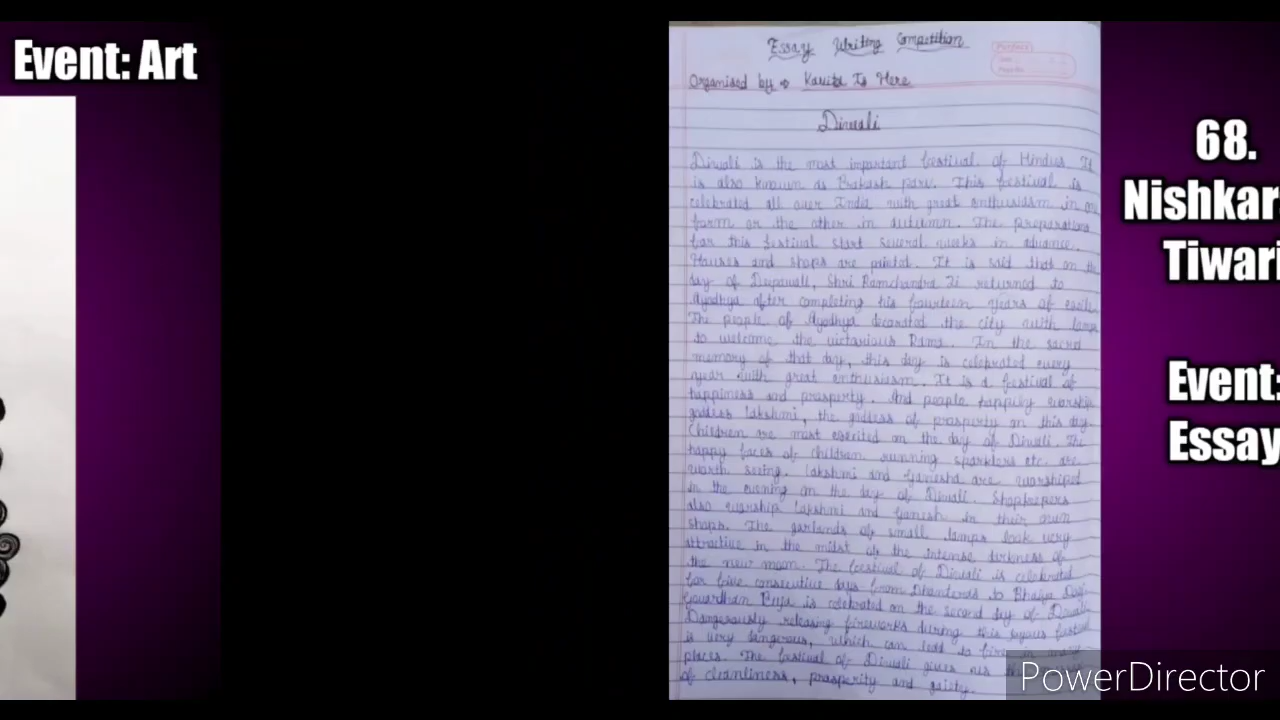 Event: Art
Essay Writing Competition
Organised by → Kavita Is Here
Diwali
Diwali is the most important festival of Hindus It
is also known as Prakash parv. This festival is
celebrated all over India with great enthusiasm in one
form or the other in autumn. The preparations
for this festival start several weeks in advance.
Houses and shops are painted. It is said that on the
day of Deepawali, Shri Ramchandra Ji returned to
Ayodhya after completing his fourteen years of exile.
The people of Ayodhya decorated the city with lamps
to welcome the victorious Rama. In the sacred
memory of that day, this day is celebrated every
year with great enthusiasm. It is a festival of
happiness and prosperity. And people happily worship
goddess Lakshmi, the goddess of prosperity on this day.
Children are most excited on the day of Diwali. The
happy faces of children running sparklers etc. are
worth seeing. Lakshmi and Ganesha are worshiped
in the evening on the day of Diwali. Shopkeepers
also worship Lakshmi and Ganesh in their own
shops. The garlands of small lamps look very
attractive in the midst of the intense darkness of
the new moon. The festival of Diwali is celebrated
for five consecutive days from Dhanteras to Bhaiya Dooj.
Govardhan Puja is celebrated on the second day of Diwali
Dangerously releasing fireworks during this joyous festival
is very dangerous, which can lead to fire in many
places. The festival of Diwali gives us
of cleanliness, prosperity and gaiety.
68.
Nishkar
Tiwari
Event:
Essay
PowerDirector